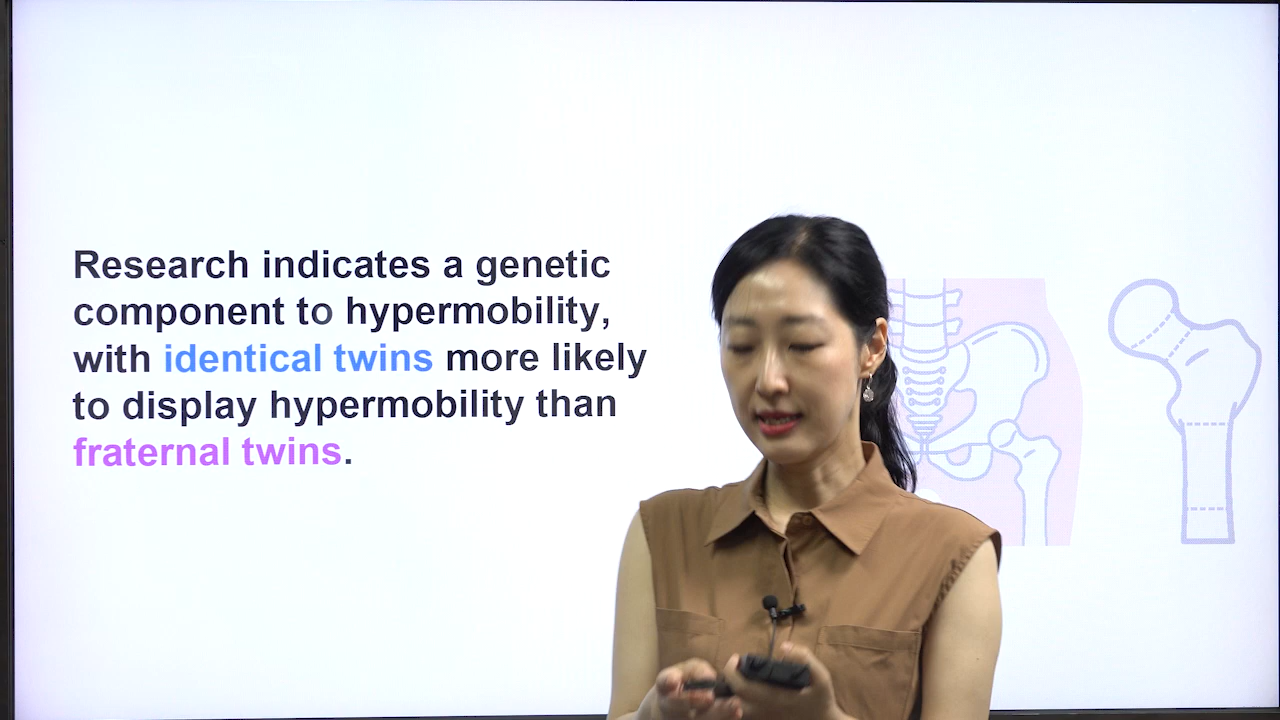 Research indicates a genetic
component to hypermobility,
with identical twins more likely
to display hypermobility than
fraternal twins.